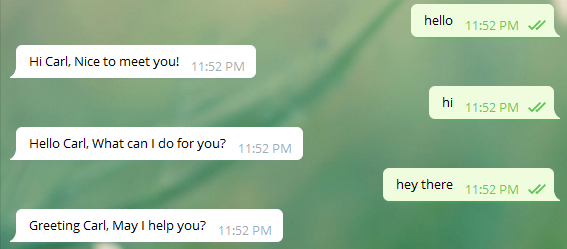 hello 11:52 PM
Hi Carl, Nice to meet you! 11:52 PM
hi 11:52 PM
Hello Carl, What can I do for you? 11:52 PM
hey there 11:52 PM
Greeting Carl, May I help you? 11:52 PM